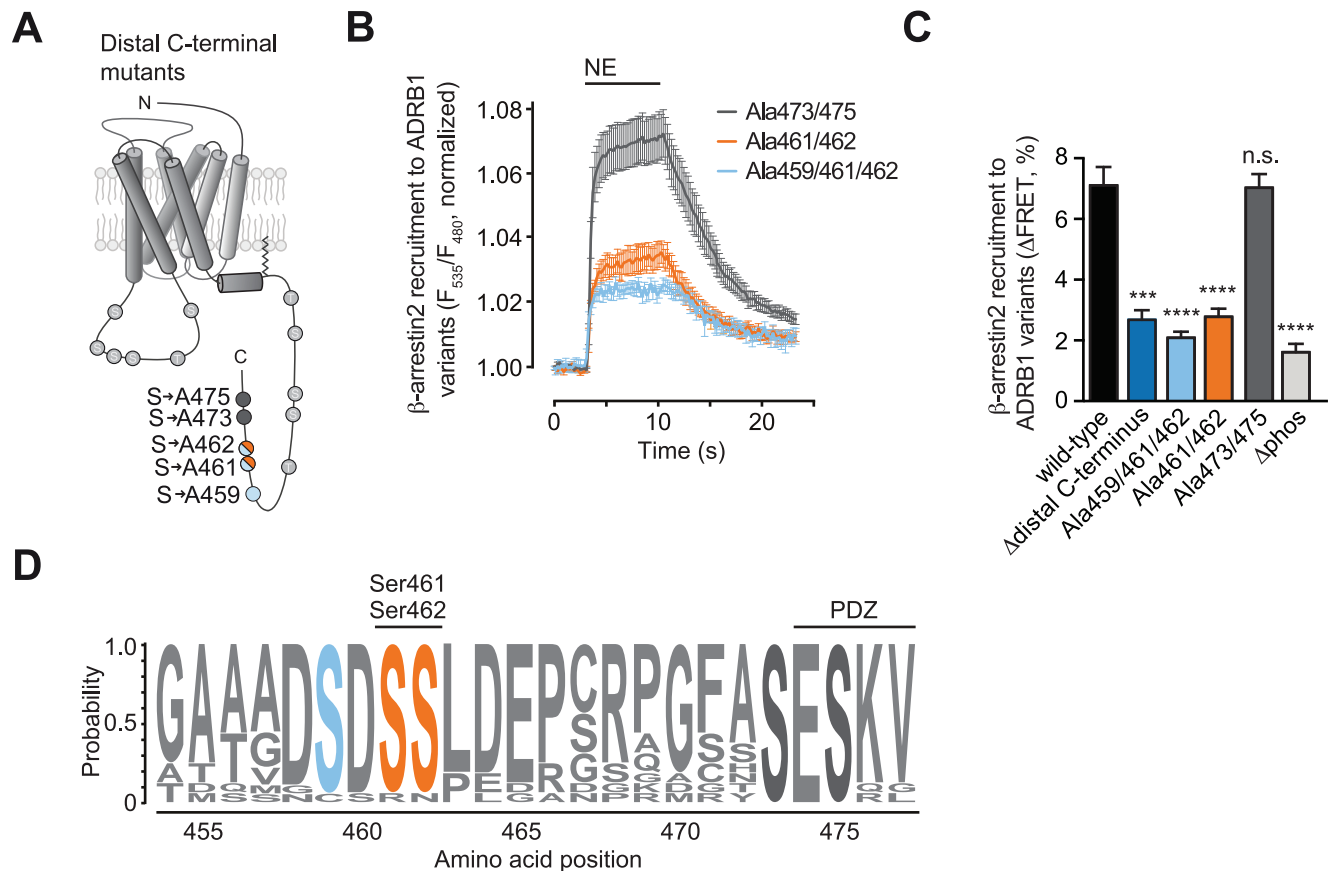 A
Distal C-terminal
mutants
N
S
S
S
S
T
T
S
S
S
T
C
S→A475
S→A473
S→A462
S→A461
S→A459
B
NE
β-arrestin2 recruitment to ADRB1
variants (F535/F480, normalized)
1.08
1.06
1.04
1.02
1.00
0
10
20
Time (s)
Ala473/475
Ala461/462
Ala459/461/462
C
β-arrestin2 recruitment to
ADRB1 variants (ΔFRET, %)
8
6
4
2
0
***
****
****
n.s.
****
wild-type
Δdistal C-terminus
Ala459/461/462
Ala461/462
Ala473/475
Δphos
D
Ser461
Ser462
PDZ
Probability
1.0
0.5
0
GAAADSDSSLDEPCRPGFASESKV
455 460 465 470 475
Amino acid position